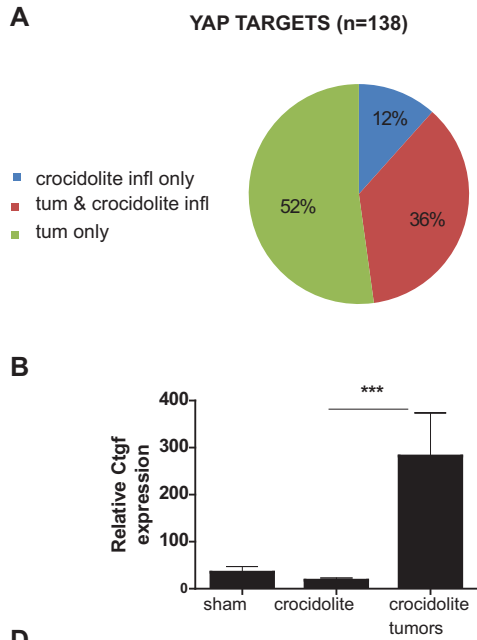 A
YAP TARGETS (n=138)
crocidolite infl only
tum & crocidolite infl
tum only
12%
36%
52%
B
***
Relative Ctgf
expression
400
300
200
100
0
sham
crocidolite
crocidolite
tumors
D